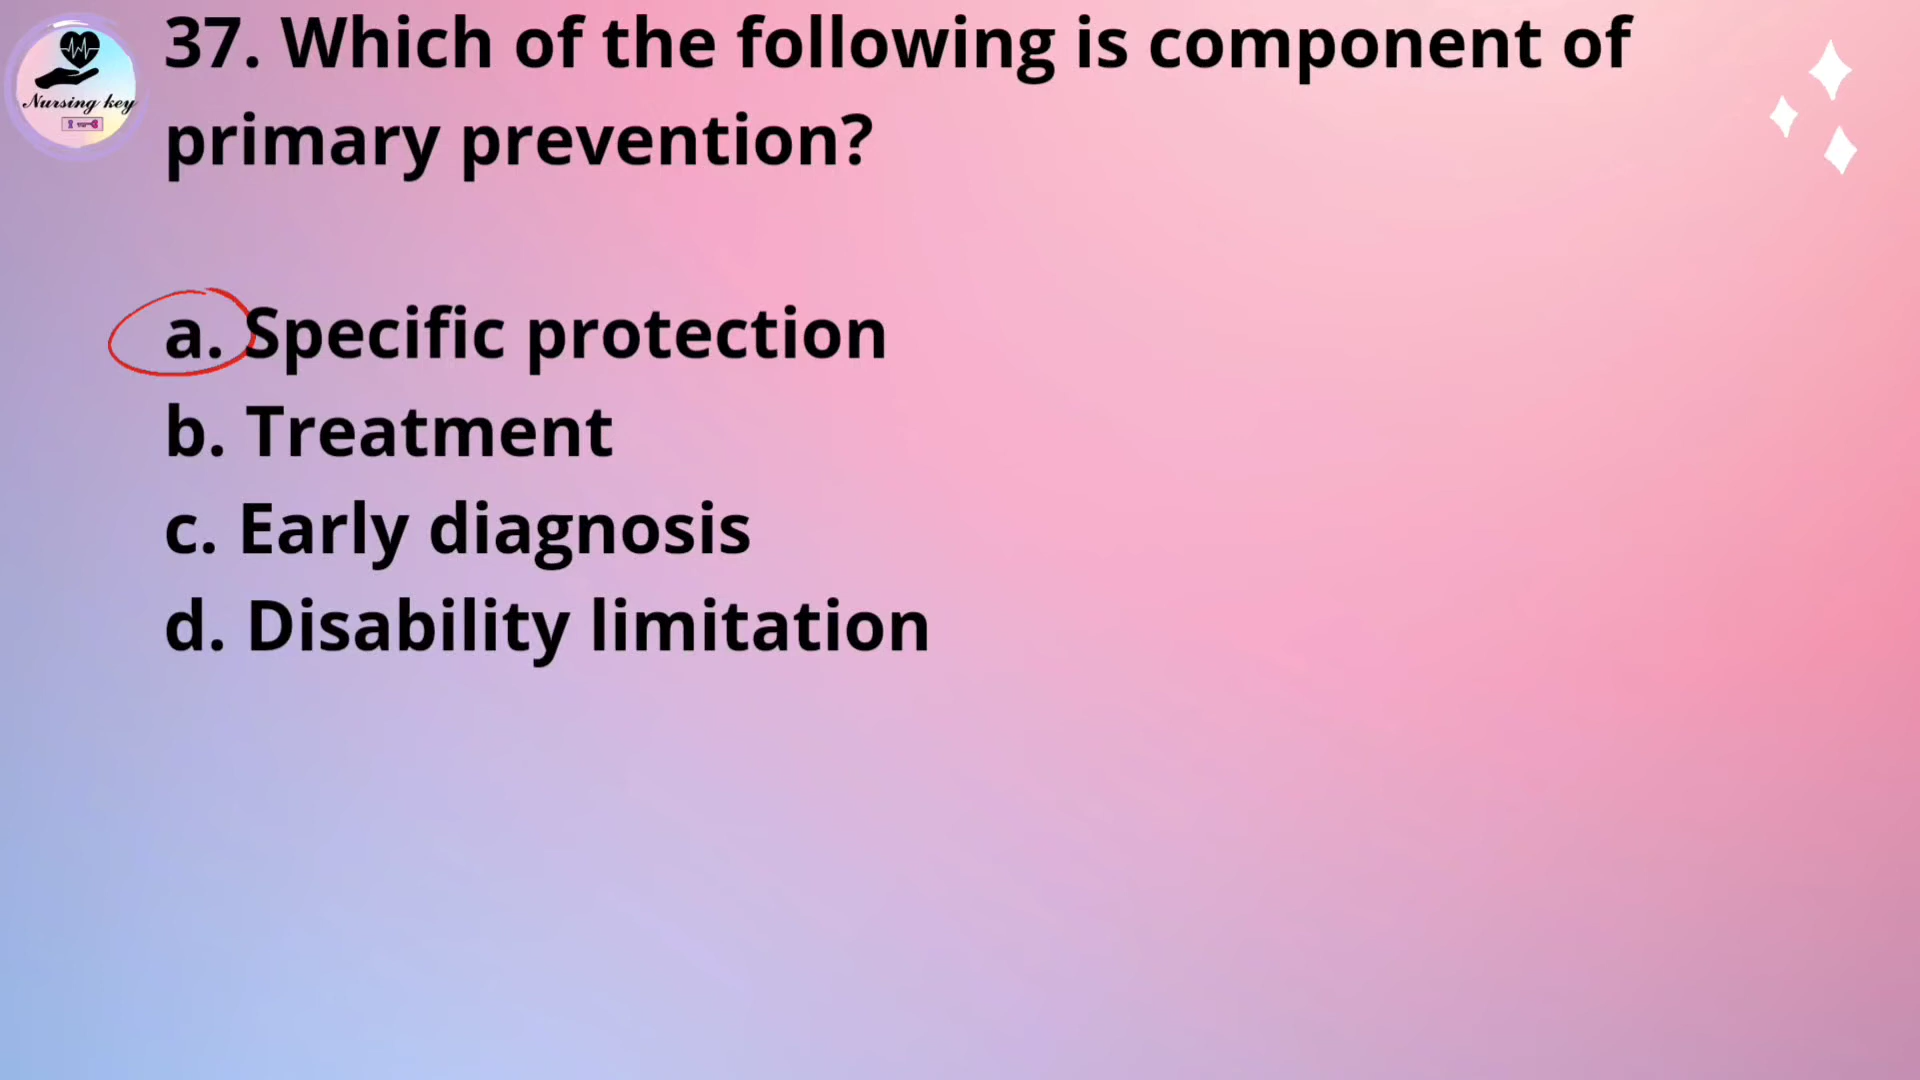 Nursing key
37. Which of the following is component of
primary prevention?
a. Specific protection
b. Treatment
c. Early diagnosis
d. Disability limitation